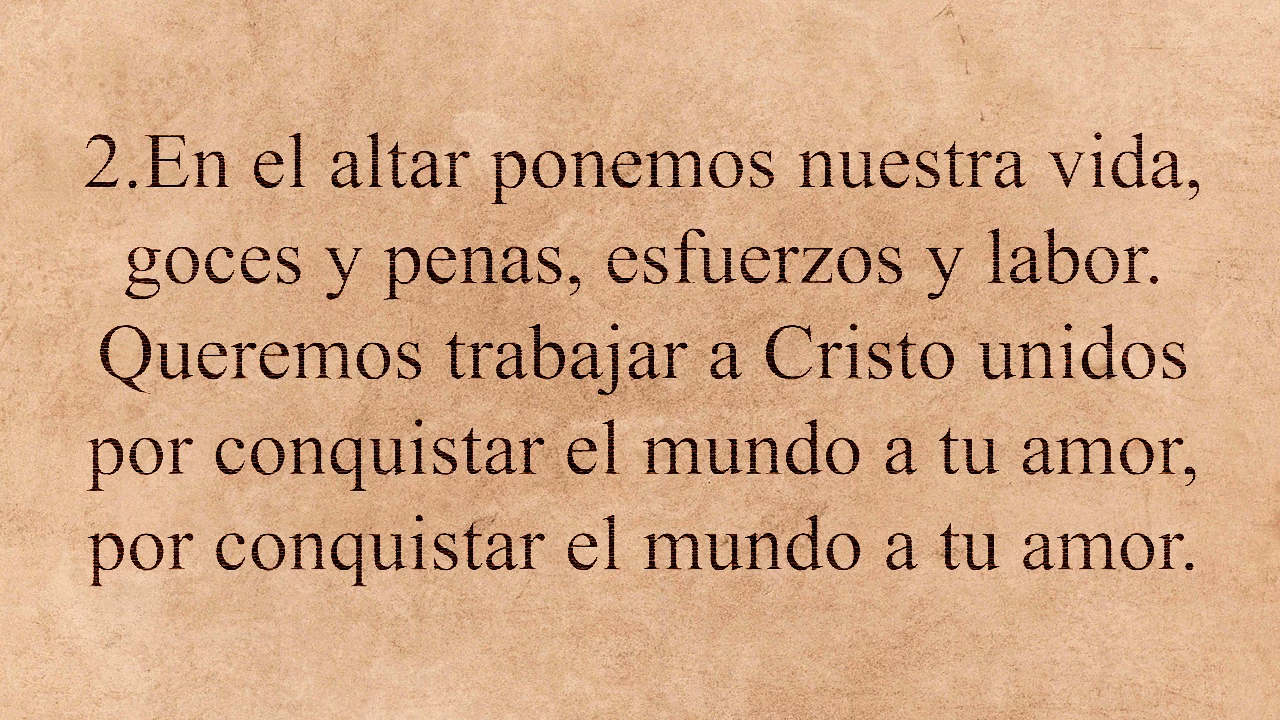 2.En el altar ponemos nuestra vida,
goces y penas, esfuerzos y labor.
Queremos trabajar a Cristo unidos
por conquistar el mundo a tu amor,
por conquistar el mundo a tu amor.